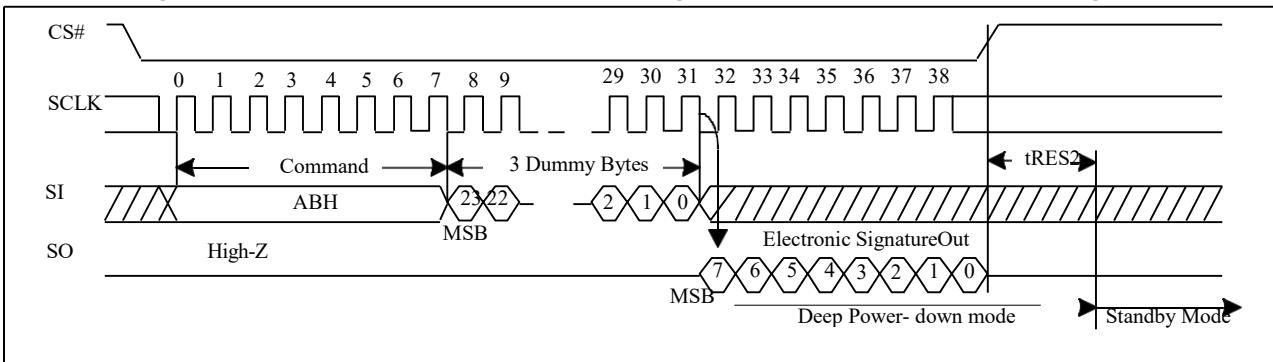 CS#
0 1 2 3 4 5 6 7 8 9 29 30 31 32 33 34 35 36 37 38
SCLK
Command 3 Dummy Bytes tRES2
SI ABH 23 22 2 1 0
MSB
SO High-Z Electronic SignatureOut
7 6 5 4 3 2 1 0
MSB
Deep Power- down mode Standby Mode